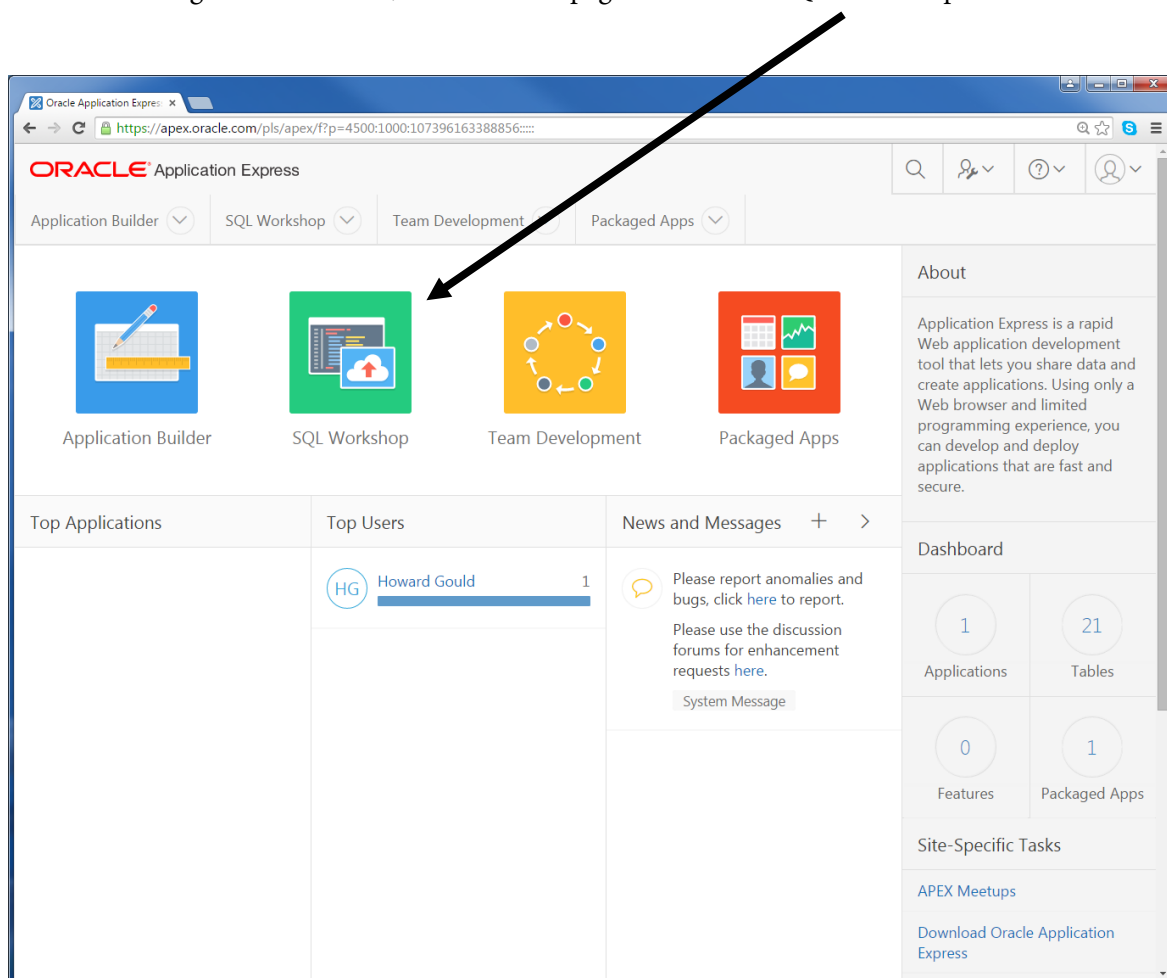 Oracle Application Expres
https://apex.oracle.com/pls/apex/f?p=4500:1000:107396163388856:::::
ORACLE Application Express
Application Builder
SQL Workshop
Team Development
Packaged Apps
Application Builder
SQL Workshop
Team Development
Packaged Apps
About
Application Express is a rapid
Web application development
tool that lets you share data and
create applications. Using only a
Web browser and limited
programming experience, you
can develop and deploy
applications that are fast and
secure.
Top Applications
Top Users
HG
Howard Gould
1
News and Messages
Please report anomalies and
bugs, click here to report.
Please use the discussion
forums for enhancement
requests here.
System Message
Dashboard
1
Applications
21
Tables
0
Features
1
Packaged Apps
Site-Specific Tasks
APEX Meetups
Download Oracle Application
Express